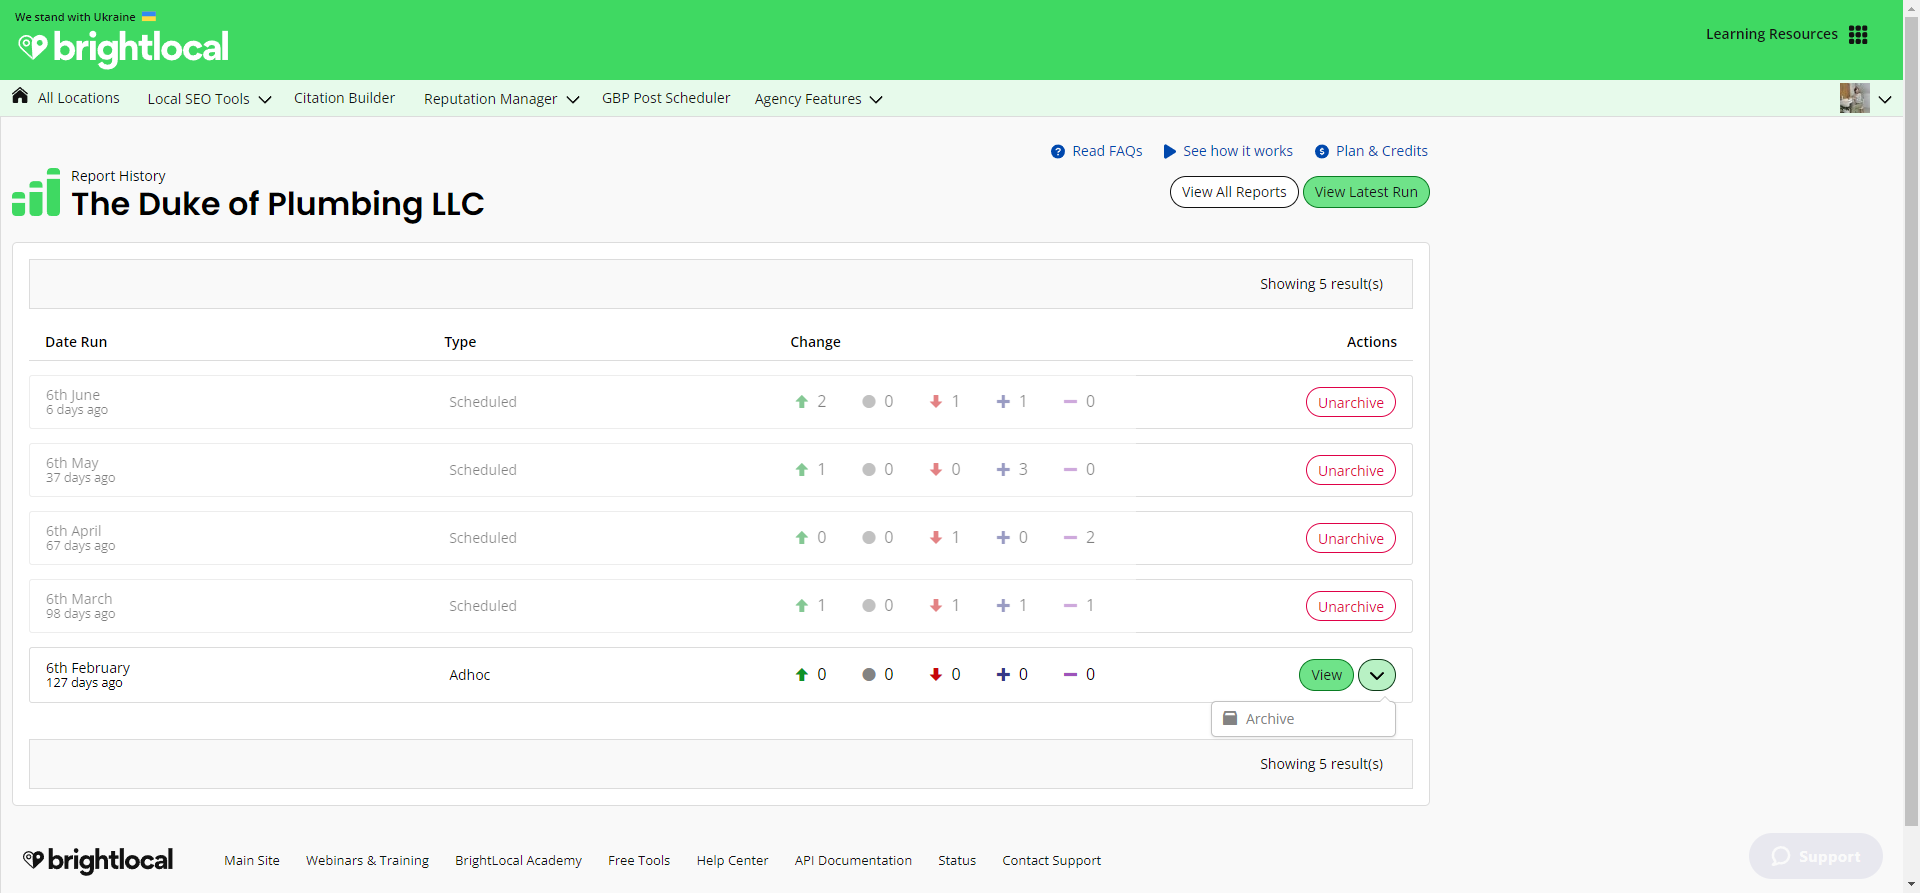 We stand with Ukraine
brightlocal
Learning Resources
All Locations
Local SEO Tools
Citation Builder
Reputation Manager
GBP Post Scheduler
Agency Features
Read FAQs
See how it works
Plan & Credits
Report History
The Duke of Plumbing LLC
View All Reports
View Latest Run
Showing 5 result(s)
Date Run Type Change Actions
6th June
6 days ago
Scheduled 2 0 1 1 0 Unarchive
6th May
37 days ago
Scheduled 1 0 0 3 0 Unarchive
6th April
67 days ago
Scheduled 0 0 1 0 2 Unarchive
6th March
98 days ago
Scheduled 1 0 1 1 1 Unarchive
6th February
127 days ago
Adhoc 0 0 0 0 0 View
Archive
Showing 5 result(s)
brightlocal
Main Site
Webinars & Training
BrightLocal Academy
Free Tools
Help Center
API Documentation
Status
Contact Support
Support